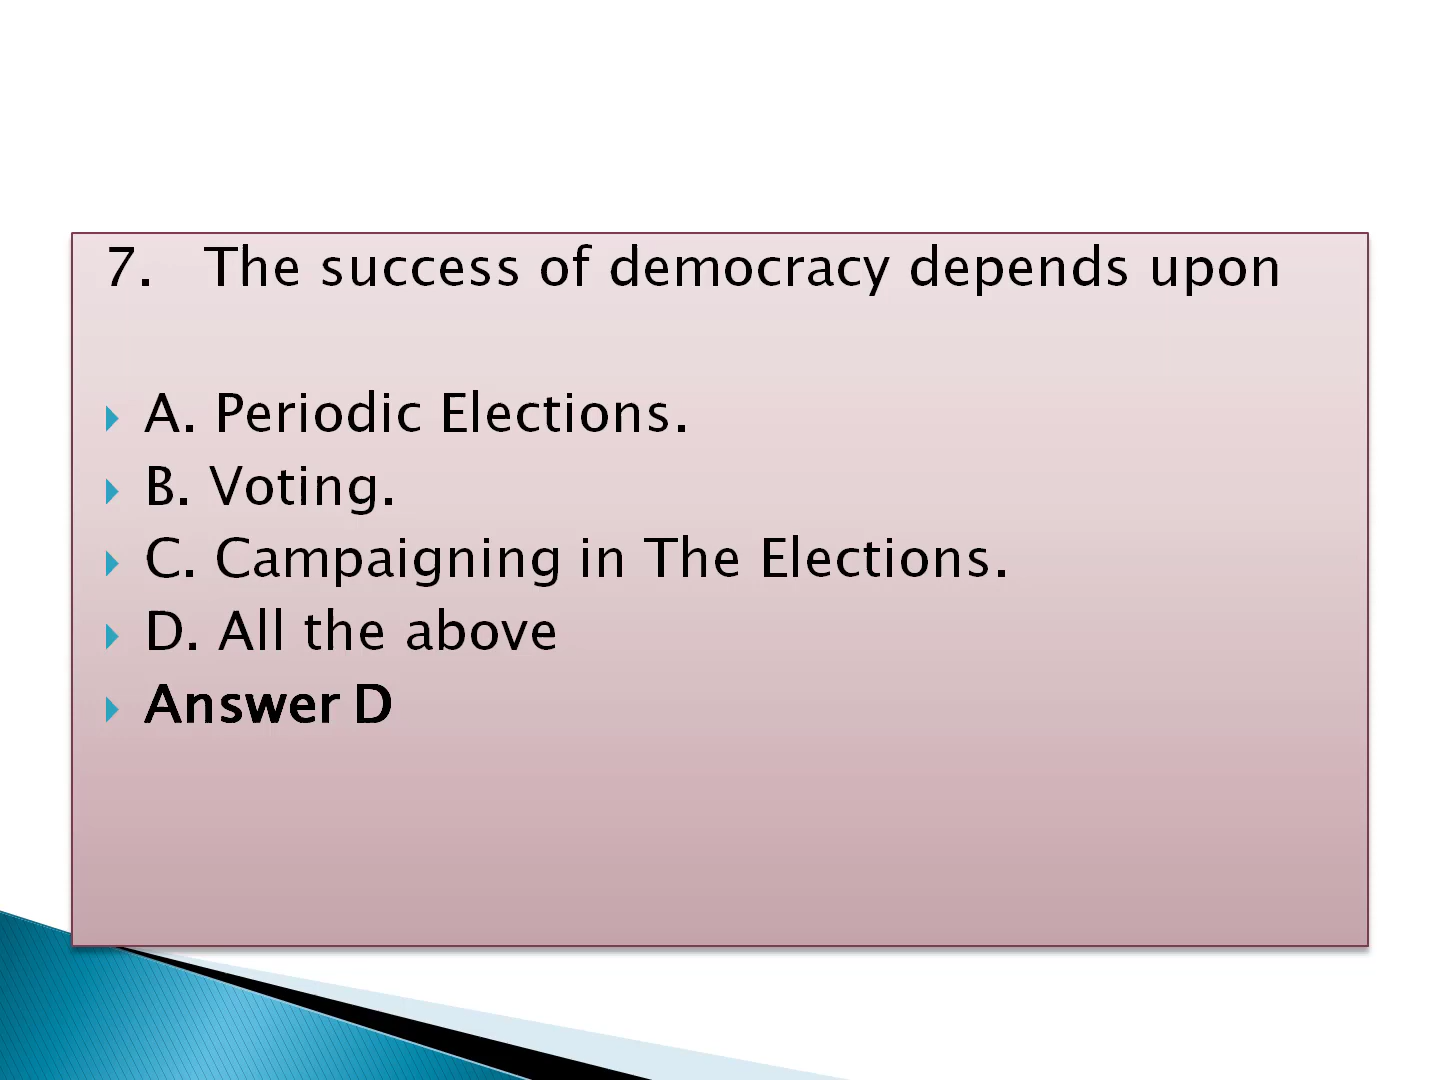 7. The success of democracy depends upon
A. Periodic Elections.
B. Voting.
C. Campaigning in The Elections.
D. All the above
Answer D